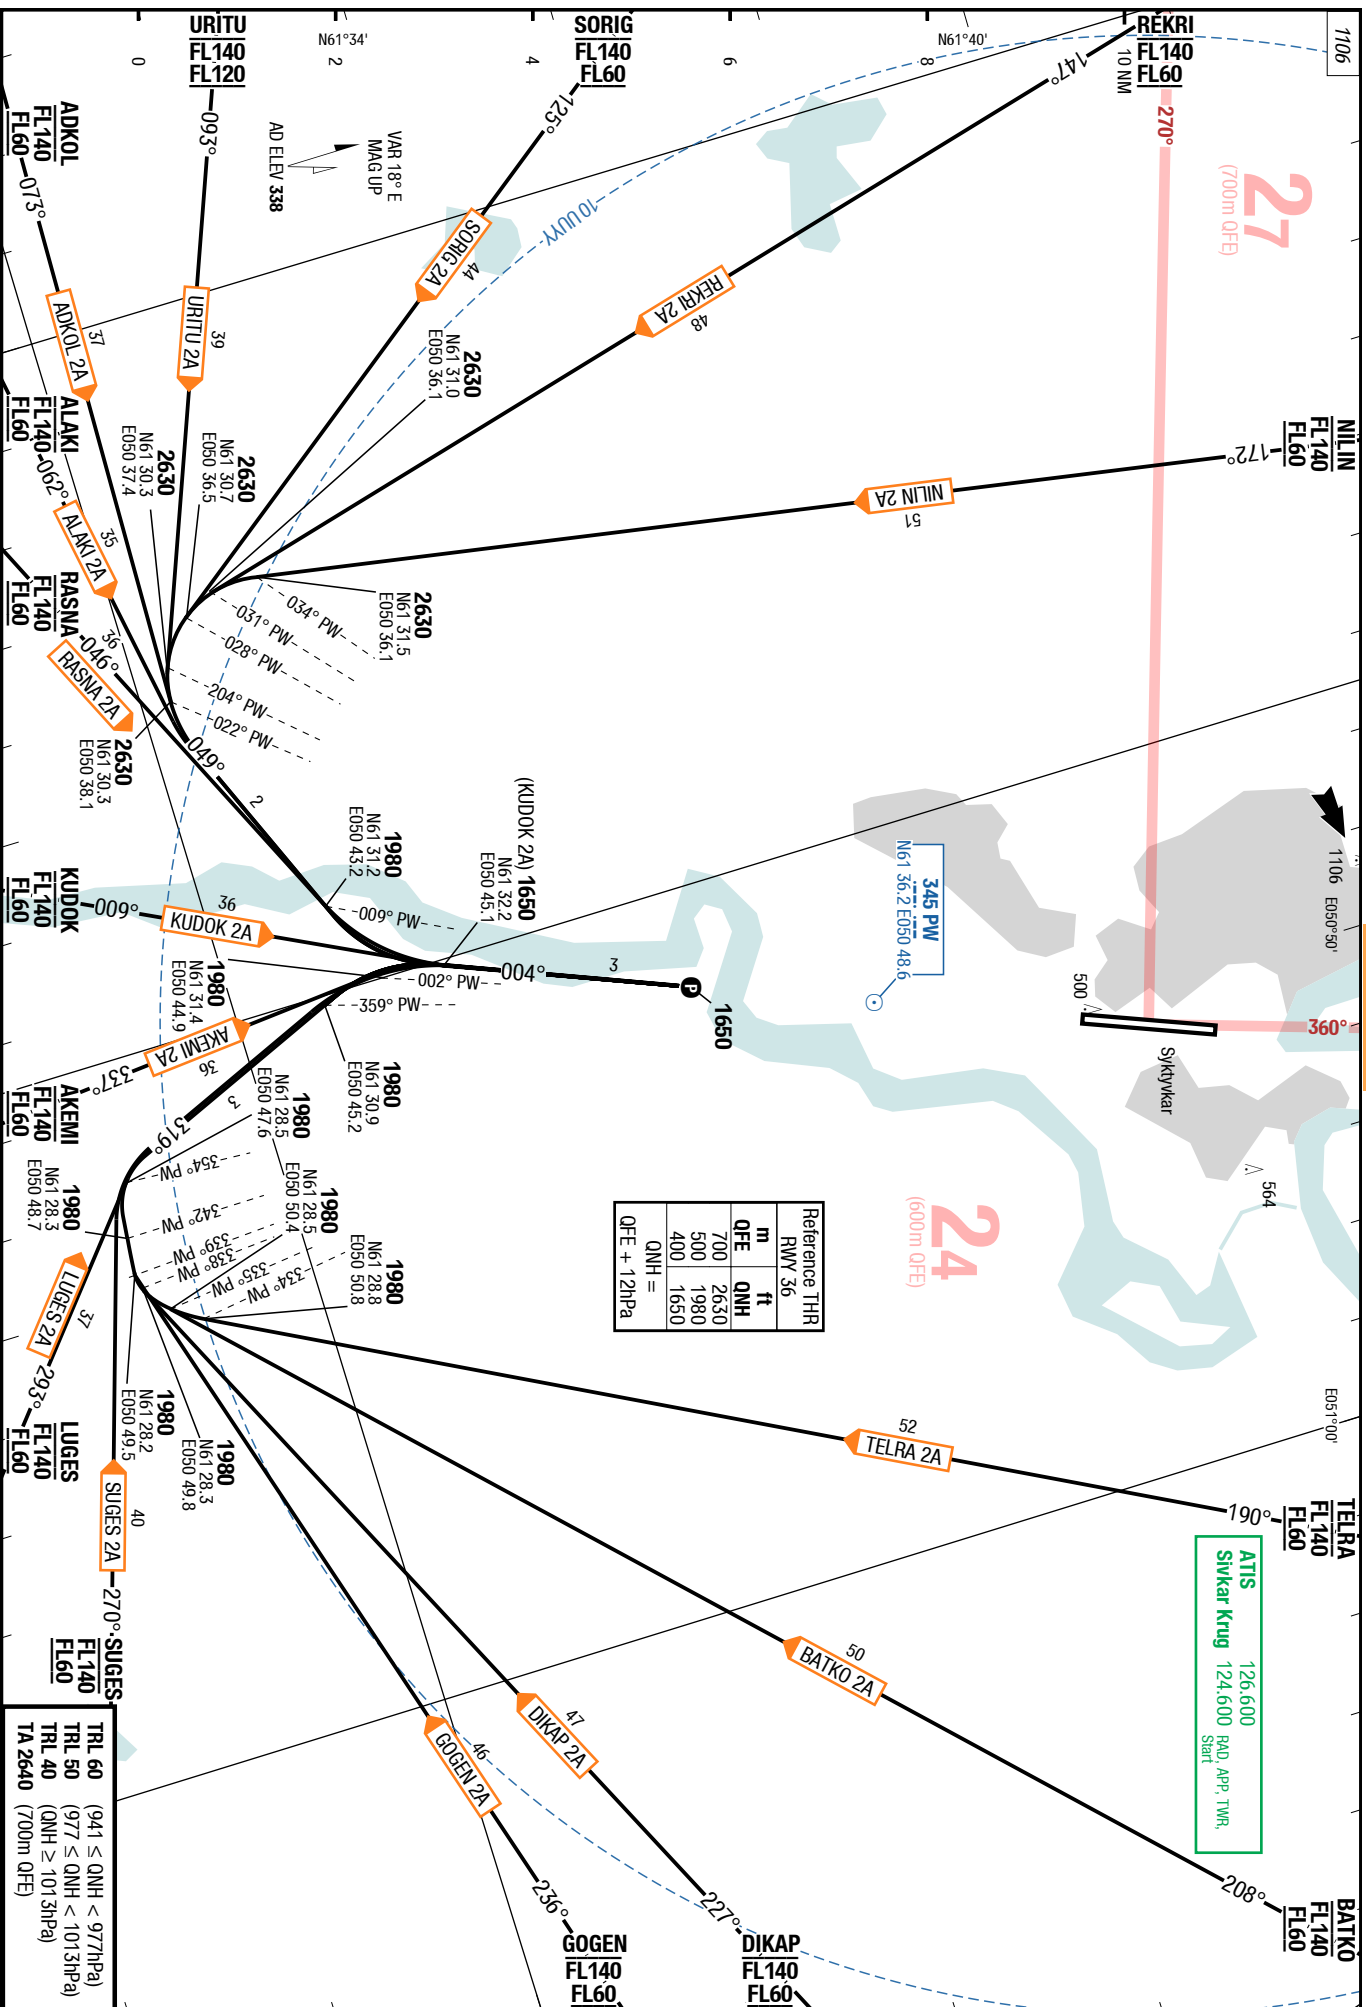 1106
URITU
FL140
FL120
N61°34'
SORIG
FL140
FL60
N61°40'
REKRI
FL140
FL60
0
2
4
6
8
10 NM
147°
125°
093°
270°
27
(700m QFE)
ADKOL
FL140
FL60
073°
VAR 18° E
MAG UP
AD ELEV 338
10 UUYY
SORIG 2A
44
REKRI 2A
48
URITU 2A
39
ADKOL 2A
37
2630
N61 31.0
E050 36.1
NILIN
FL140
FL60
172°
NILIN 2A
51
ALAKI
FL140
FL60
062°
ALAKI 2A
35
2630
N61 30.3
E050 37.4
2630
N61 30.7
E050 36.5
2630
N61 31.5
E050 36.1
034° PW
031° PW
028° PW
204° PW
022° PW
RASNA
FL140
FL60
046°
36
RASNA 2A
2630
N61 30.3
E050 38.1
049°
2
(KUDOK 2A) 1650
N61 32.2
E050 45.1
1980
N61 31.2
E050 43.2
009° PW
KUDOK
FL140
FL60
009°
36
KUDOK 2A
002° PW
004°
3
P
1650
359° PW
345 PW
N61 36.2 E050 48.6
1106
E050°50'
500
360°
Syktyvkar
564
1980
N61 31.4
E050 44.9
AKEMI 2A
36
337°
AKEMI
FL140
FL60
1980
N61 30.9
E050 45.2
3
319°
1980
N61 28.5
E050 47.6
354° PW
342° PW
339° PW
338° PW
335° PW
334° PW
1980
N61 28.5
E050 50.4
1980
N61 28.8
E050 50.8
1980
N61 28.3
E050 48.7
LUGES 2A
37
293°
LUGES
FL140
FL60
1980
N61 28.2
E050 49.5
1980
N61 28.3
E050 49.8
24
(600m QFE)
Reference THR
RWY 36
m ft
QFE QNH
700 2630
500 1980
400 1650
QNH =
QFE + 12hPa
E051°00'
52
TELRA 2A
190°
TELRA
FL140
FL60
ATIS 126.600
Sivkar Krug 124.600 RAD, APP, TWR,
Start
40
SUGES 2A
270°
SUGES
FL140
FL60
50
BATKO 2A
208°
BATKO
FL140
FL60
47
DIKAP 2A
227°
DIKAP
FL140
FL60
46
GOGEN 2A
236°
GOGEN
FL140
FL60
TRL 60 (941 ≤ QNH < 977hPa)
TRL 50 (977 ≤ QNH < 1013hPa)
TRL 40 (QNH ≥ 1013hPa)
TA 2640 (700m QFE)